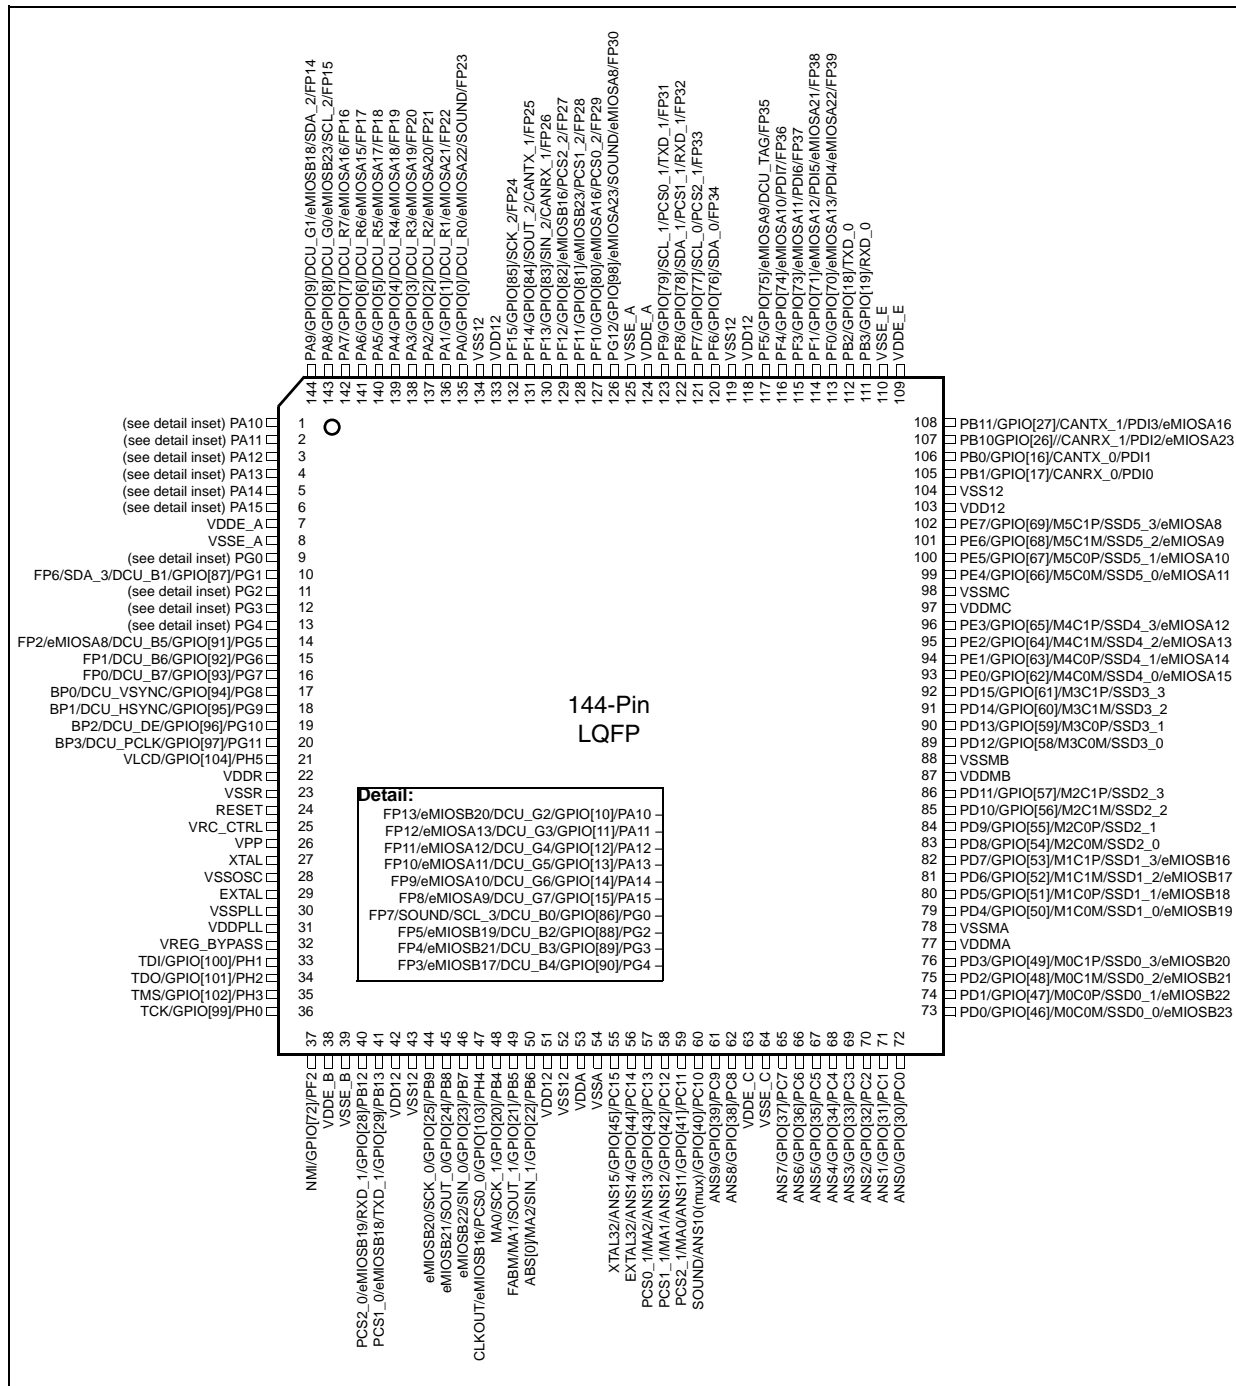 PA9/GPIO[9]/DCU_G1/eMIOSB18/SDA_2/FP14
PA8/GPIO[8]/DCU_G0/eMIOSB23/SCL_2/FP15
PA7/GPIO[7]/DCU_R7/eMIOSA16/FP16
PA6/GPIO[6]/DCU_R6/eMIOSA15/FP17
PA5/GPIO[5]/DCU_R5/eMIOSA17/FP18
PA4/GPIO[4]/DCU_R4/eMIOSA18/FP19
PA3/GPIO[3]/DCU_R3/eMIOSA19/FP20
PA2/GPIO[2]/DCU_R2/eMIOSA20/FP21
PA1/GPIO[1]/DCU_R1/eMIOSA21/FP22
PA0/GPIO[0]/DCU_R0/eMIOSA22/SOUND/FP23
VSS12
VDD12
PF15/GPIO[85]/SCK_2/FP24
PF14/GPIO[84]/SOUT_2/CANTX_1/FP25
PF13/GPIO[83]/SIN_2/CANRX_1/FP26
PF12/GPIO[82]/eMIOSB16/PCS2_2/FP27
PF11/GPIO[81]/eMIOSB23/PCS1_2/FP28
PF10/GPIO[80]/eMIOSA16/PCS0_2/FP29
PG12/GPIO[98]/eMIOSA23/SOUND/eMIOSA8/FP30
VSSE_A
VDDE_A
PF9/GPIO[79]/SCL_1/PCS0_1/TXD_1/FP31
PF8/GPIO[78]/SDA_1/PCS1_1/RXD_1/FP32
PF7/GPIO[77]/SCL_0/PCS2_1/FP33
PF6/GPIO[76]/SDA_0/FP34
VSS12
VDD12
PF5/GPIO[75]/eMIOSA9/DCU_TAG/FP35
PF4/GPIO[74]/eMIOSA10/PDI7/FP36
PF3/GPIO[73]/eMIOSA11/PDI6/FP37
PF1/GPIO[71]/eMIOSA12/PDI5/eMIOSA21/FP38
PF0/GPIO[70]/eMIOSA13/PDI4/eMIOSA22/FP39
PB2/GPIO[18]/TXD_0
PB3/GPIO[19]/RXD_0
VSSE_E
VDDE_E
144 143 142 141 140 139 138 137 136 135 134 133 132 131 130 129 128 127 126 125 124 123 122 121 120 119 118 117 116 115 114 113 112 111 110 109
(see detail inset) PA10 1
(see detail inset) PA11 2
(see detail inset) PA12 3
(see detail inset) PA13 4
(see detail inset) PA14 5
(see detail inset) PA15 6
VDDE_A 7
VSSE_A 8
(see detail inset) PG0 9
FP6/SDA_3/DCU_B1/GPIO[87]/PG1 10
(see detail inset) PG2 11
(see detail inset) PG3 12
(see detail inset) PG4 13
FP2/eMIOSA8/DCU_B5/GPIO[91]/PG5 14
FP1/DCU_B6/GPIO[92]/PG6 15
FP0/DCU_B7/GPIO[93]/PG7 16
BP0/DCU_VSYNC/GPIO[94]/PG8 17
BP1/DCU_HSYNC/GPIO[95]/PG9 18
BP2/DCU_DE/GPIO[96]/PG10 19
BP3/DCU_PCLK/GPIO[97]/PG11 20
VLCD/GPIO[104]/PH5 21
VDDR 22
VSSR 23
RESET 24
VRC_CTRL 25
VPP 26
XTAL 27
VSSOSC 28
EXTAL 29
VSSPLL 30
VDDPLL 31
VREG_BYPASS 32
TDI/GPIO[100]/PH1 33
TDO/GPIO[101]/PH2 34
TMS/GPIO[102]/PH3 35
TCK/GPIO[99]/PH0 36
144-Pin
LQFP
Detail:
FP13/eMIOSB20/DCU_G2/GPIO[10]/PA10
FP12/eMIOSA13/DCU_G3/GPIO[11]/PA11
FP11/eMIOSA12/DCU_G4/GPIO[12]/PA12
FP10/eMIOSA11/DCU_G5/GPIO[13]/PA13
FP9/eMIOSA10/DCU_G6/GPIO[14]/PA14
FP8/eMIOSA9/DCU_G7/GPIO[15]/PA15
FP7/SOUND/SCL_3/DCU_B0/GPIO[86]/PG0
FP5/eMIOSB19/DCU_B2/GPIO[88]/PG2
FP4/eMIOSB21/DCU_B3/GPIO[89]/PG3
FP3/eMIOSB17/DCU_B4/GPIO[90]/PG4
108 PB11/GPIO[27]/CANTX_1/PDI3/eMIOSA16
107 PB10GPIO[26]//CANRX_1/PDI2/eMIOSA23
106 PB0/GPIO[16]/CANTX_0/PDI1
105 PB1/GPIO[17]/CANRX_0/PDI0
104 VSS12
103 VDD12
102 PE7/GPIO[69]/M5C1P/SSD5_3/eMIOSA8
101 PE6/GPIO[68]/M5C1M/SSD5_2/eMIOSA9
100 PE5/GPIO[67]/M5C0P/SSD5_1/eMIOSA10
99 PE4/GPIO[66]/M5C0M/SSD5_0/eMIOSA11
98 VSSMC
97 VDDMC
96 PE3/GPIO[65]/M4C1P/SSD4_3/eMIOSA12
95 PE2/GPIO[64]/M4C1M/SSD4_2/eMIOSA13
94 PE1/GPIO[63]/M4C0P/SSD4_1/eMIOSA14
93 PE0/GPIO[62]/M4C0M/SSD4_0/eMIOSA15
92 PD15/GPIO[61]/M3C1P/SSD3_3
91 PD14/GPIO[60]/M3C1M/SSD3_2
90 PD13/GPIO[59]/M3C0P/SSD3_1
89 PD12/GPIO[58/M3C0M/SSD3_0
88 VSSMB
87 VDDMB
86 PD11/GPIO[57]/M2C1P/SSD2_3
85 PD10/GPIO[56]/M2C1M/SSD2_2
84 PD9/GPIO[55]/M2C0P/SSD2_1
83 PD8/GPIO[54]/M2C0M/SSD2_0
82 PD7/GPIO[53]/M1C1P/SSD1_3/eMIOSB16
81 PD6/GPIO[52]/M1C1M/SSD1_2/eMIOSB17
80 PD5/GPIO[51]/M1C0P/SSD1_1/eMIOSB18
79 PD4/GPIO[50]/M1C0M/SSD1_0/eMIOSB19
78 VSSMA
77 VDDMA
76 PD3/GPIO[49]/M0C1P/SSD0_3/eMIOSB20
75 PD2/GPIO[48]/M0C1M/SSD0_2/eMIOSB21
74 PD1/GPIO[47]/M0C0P/SSD0_1/eMIOSB22
73 PD0/GPIO[46]/M0C0M/SSD0_0/eMIOSB23
37 38 39 40 41 42 43 44 45 46 47 48 49 50 51 52 53 54 55 56 57 58 59 60 61 62 63 64 65 66 67 68 69 70 71 72
NMI/GPIO[72]/PF2
VDDE_B
VSSE_B
PCS2_0/eMIOSB19/RXD_1/GPIO[28]/PB12
PCS1_0/eMIOSB18/TXD_1/GPIO[29]/PB13
VDD12
VSS12
eMIOSB20/SCK_0/GPIO[25]/PB9
eMIOSB21/SOUT_0/GPIO[24]/PB8
eMIOSB22/SIN_0/GPIO[23]/PB7
CLKOUT/eMIOSB16/PCS0_0/GPIO[103]/PH4
MA0/SCK_1/GPIO[20]/PB4
FABM/MA1/SOUT_1/GPIO[21]/PB5
ABS[0]/MA2/SIN_1/GPIO[22]/PB6
VDD12
VSS12
VDDA
VSSA
XTAL32/ANS15/GPIO[45]/PC15
EXTAL32/ANS14/GPIO[44]/PC14
PCS0_1/MA2/ANS13/GPIO[43]/PC13
PCS1_1/MA1/ANS12/GPIO[42]/PC12
PCS2_1/MA0/ANS11/GPIO[41]/PC11
SOUND/ANS10(mux)/GPIO[40]/PC10
ANS9/GPIO[39]/PC9
ANS8/GPIO[38]/PC8
VDDE_C
VSSE_C
ANS7/GPIO[37]/PC7
ANS6/GPIO[36]/PC6
ANS5/GPIO[35]/PC5
ANS4/GPIO[34]/PC4
ANS3/GPIO[33]/PC3
ANS2/GPIO[32]/PC2
ANS1/GPIO[31]/PC1
ANS0/GPIO[30]/PC0